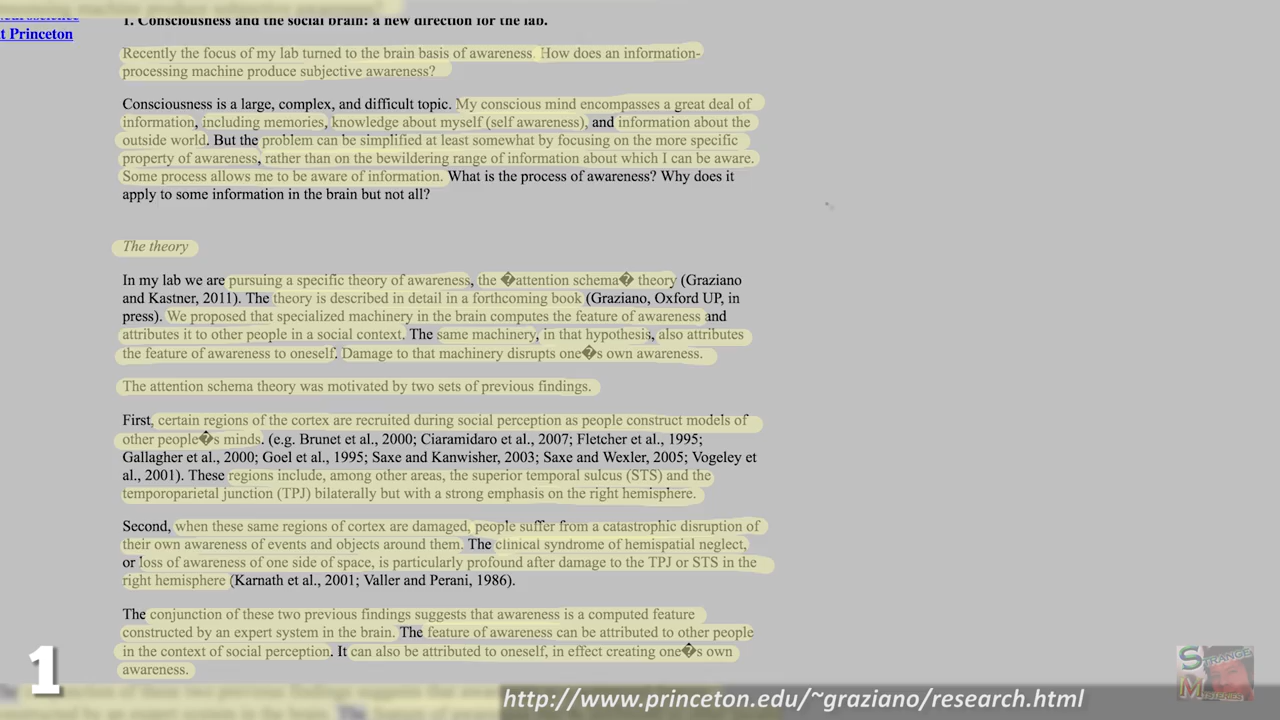 1. Consciousness and the social brain: a new direction for the lab.
t Princeton
Recently the focus of my lab turned to the brain basis of awareness. How does an information-
processing machine produce subjective awareness?
Consciousness is a large, complex, and difficult topic. My conscious mind encompasses a great deal of
information, including memories, knowledge about myself (self awareness), and information about the
outside world. But the problem can be simplified at least somewhat by focusing on the more specific
property of awareness, rather than on the bewildering range of information about which I can be aware.
Some process allows me to be aware of information. What is the process of awareness? Why does it
apply to some information in the brain but not all?
The theory
In my lab we are pursuing a specific theory of awareness, the �attention schema� theory (Graziano
and Kastner, 2011). The theory is described in detail in a forthcoming book (Graziano, Oxford UP, in
press). We proposed that specialized machinery in the brain computes the feature of awareness and
attributes it to other people in a social context. The same machinery, in that hypothesis, also attributes
the feature of awareness to oneself. Damage to that machinery disrupts one�s own awareness.
The attention schema theory was motivated by two sets of previous findings.
First, certain regions of the cortex are recruited during social perception as people construct models of
other people�s minds. (e.g. Brunet et al., 2000; Ciaramidaro et al., 2007; Fletcher et al., 1995;
Gallagher et al., 2000; Goel et al., 1995; Saxe and Kanwisher, 2003; Saxe and Wexler, 2005; Vogeley et
al., 2001). These regions include, among other areas, the superior temporal sulcus (STS) and the
temporoparietal junction (TPJ) bilaterally but with a strong emphasis on the right hemisphere.
Second, when these same regions of cortex are damaged, people suffer from a catastrophic disruption of
their own awareness of events and objects around them. The clinical syndrome of hemispatial neglect,
or loss of awareness of one side of space, is particularly profound after damage to the TPJ or STS in the
right hemisphere (Karnath et al., 2001; Valler and Perani, 1986).
The conjunction of these two previous findings suggests that awareness is a computed feature
constructed by an expert system in the brain. The feature of awareness can be attributed to other people
in the context of social perception. It can also be attributed to oneself, in effect creating one�s own
awareness.
1
http://www.princeton.edu/~graziano/research.html
STRANGE
MYSTERIES